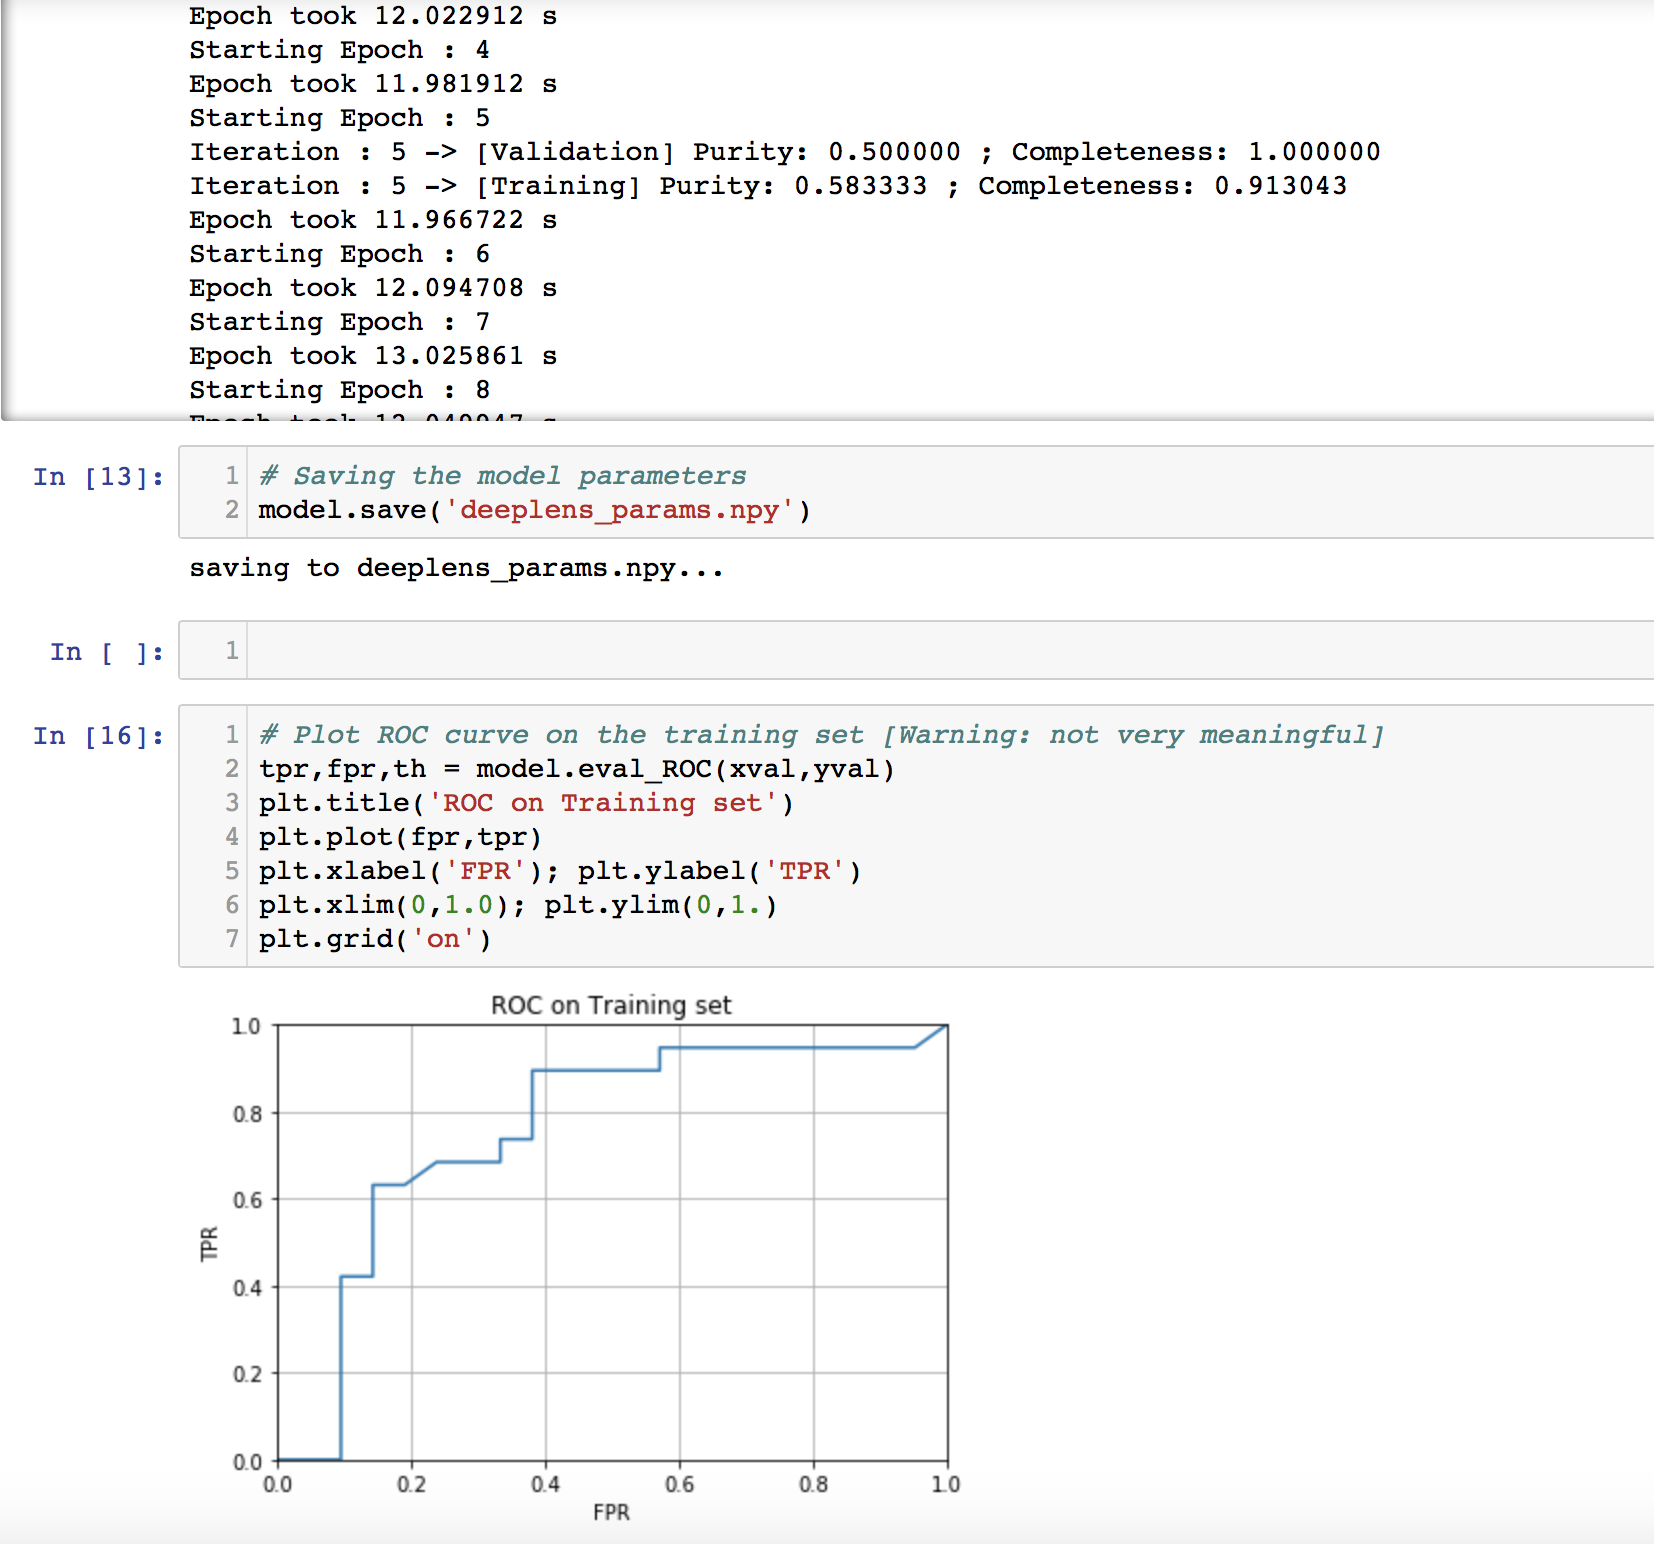 Epoch took 12.022912 s
Starting Epoch : 4
Epoch took 11.981912 s
Starting Epoch : 5
Iteration : 5 -> [Validation] Purity: 0.500000 ; Completeness: 1.000000
Iteration : 5 -> [Training] Purity: 0.583333 ; Completeness: 0.913043
Epoch took 11.966722 s
Starting Epoch : 6
Epoch took 12.094708 s
Starting Epoch : 7
Epoch took 13.025861 s
Starting Epoch : 8
Epoch took
In [13]:
1 # Saving the model parameters
2 model.save('deeplens_params.npy')
saving to deeplens_params.npy...
In [ ]:
1
In [16]:
1 # Plot ROC curve on the training set [Warning: not very meaningful]
2 tpr,fpr,th = model.eval_ROC(xval,yval)
3 plt.title('ROC on Training set')
4 plt.plot(fpr,tpr)
5 plt.xlabel('FPR'); plt.ylabel('TPR')
6 plt.xlim(0,1.0); plt.ylim(0,1.)
7 plt.grid('on')
ROC on Training set
1.0
0.8
0.6
0.4
0.2
0.0
TPR
0.0 0.2 0.4 0.6 0.8 1.0
FPR